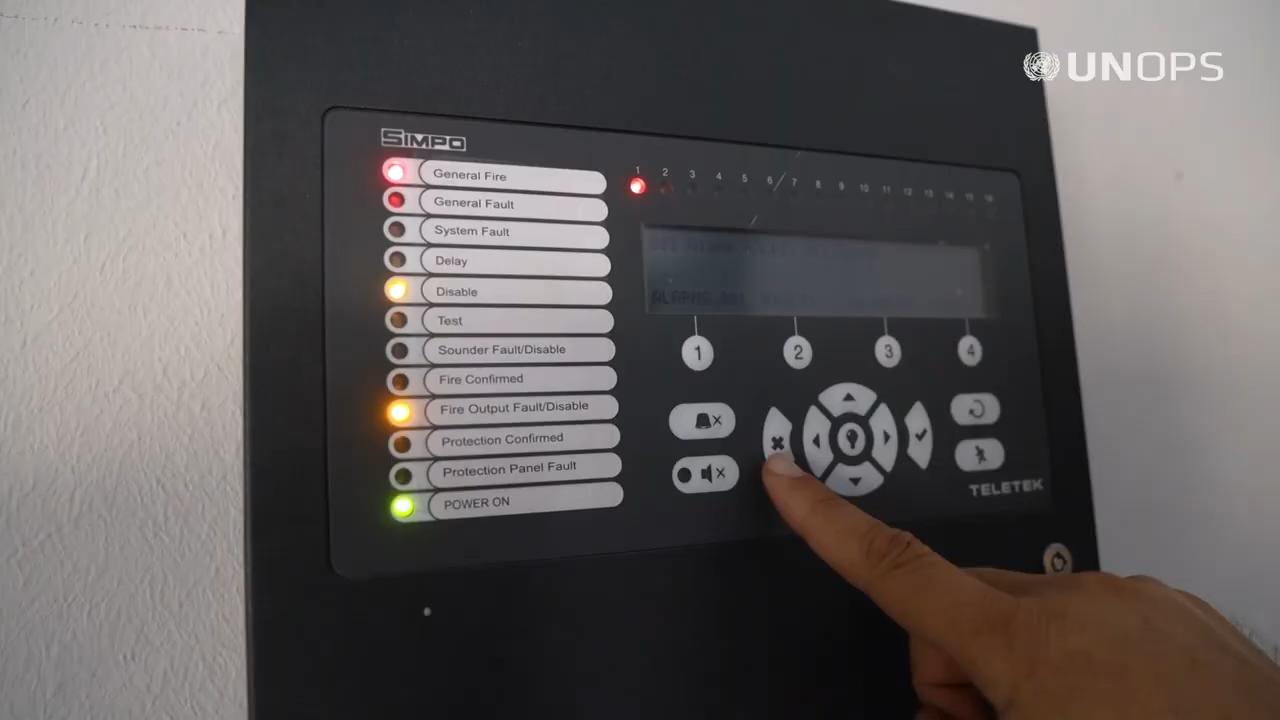 UNOPS
SIMPO
General Fire
General Fault
System Fault
Delay
Disable
Test
Sounder Fault/Disable
Fire Confirmed
Fire Output Fault/Disable
Protection Confirmed
Protection Panel Fault
POWER ON
1 2 3 4 5 6 7 8 9 10 11 12 13 14 15 16
1 2 3 4
TELETEK